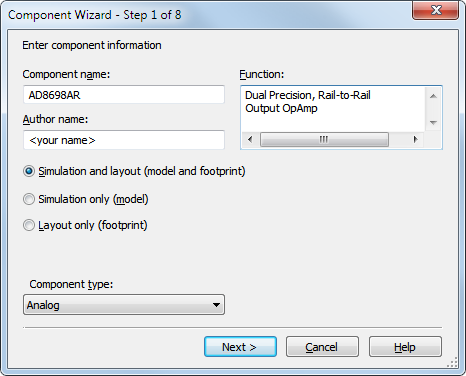 Component Wizard - Step 1 of 8
Enter component information
Component name:
AD8698AR
Function:
Dual Precision, Rail-to-Rail
Output OpAmp
Author name:
<your name>
Simulation and layout (model and footprint)
Simulation only (model)
Layout only (footprint)
Component type:
Analog
Next >
Cancel
Help